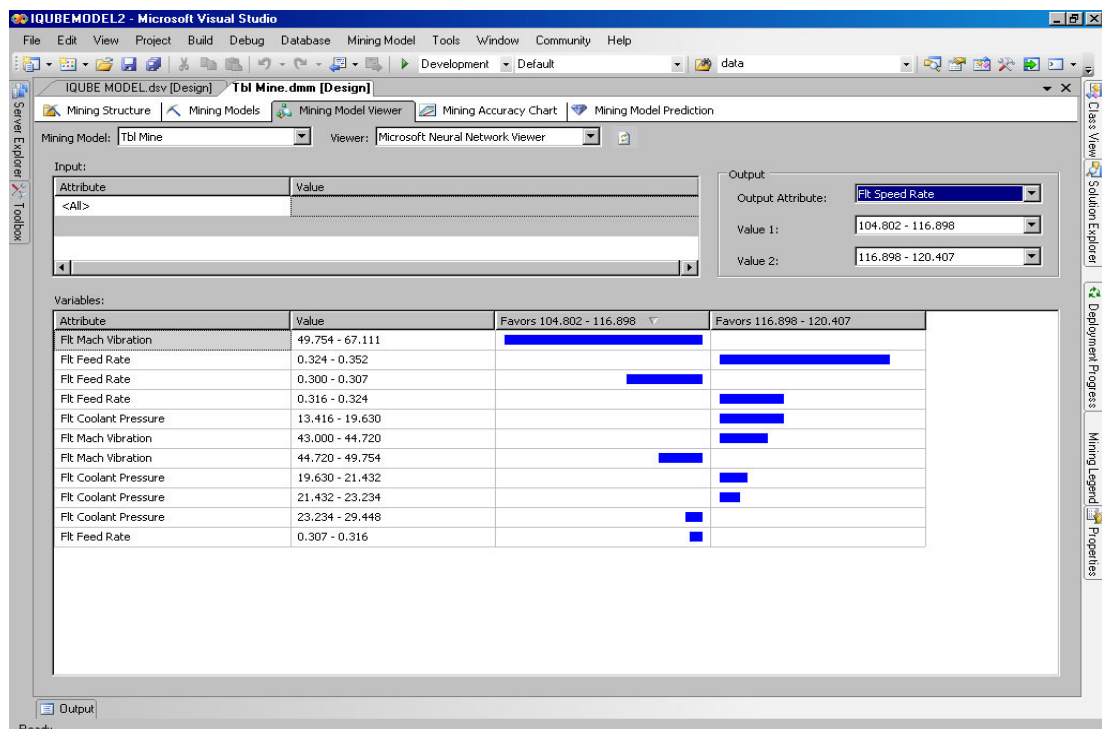 IQUBEMODEL2 - Microsoft Visual Studio
File Edit View Project Build Debug Database Mining Model Tools Window Community Help
Development Default data
IQUBE MODEL.dsv [Design] Tbl Mine.dmm [Design]
Mining Structure Mining Models Mining Model Viewer Mining Accuracy Chart Mining Model Prediction
Mining Model: Tbl Mine Viewer: Microsoft Neural Network Viewer
Input:
Attribute Value
<All>
Output
Output Attribute: Flt Speed Rate
Value 1: 104.802 - 116.898
Value 2: 116.898 - 120.407
Variables:
Attribute Value Favors 104.802 - 116.898 Favors 116.898 - 120.407
Flt Mach Vibration 49.754 - 67.111
Flt Feed Rate 0.324 - 0.352
Flt Feed Rate 0.300 - 0.307
Flt Feed Rate 0.316 - 0.324
Flt Coolant Pressure 13.416 - 19.630
Flt Mach Vibration 43.000 - 44.720
Flt Mach Vibration 44.720 - 49.754
Flt Coolant Pressure 19.630 - 21.432
Flt Coolant Pressure 21.432 - 23.234
Flt Coolant Pressure 23.234 - 29.448
Flt Feed Rate 0.307 - 0.316
Server Explorer
Toolbox
Class View
Solution Explorer
Deployment Progress
Mining Legend
Properties
Output
Ready